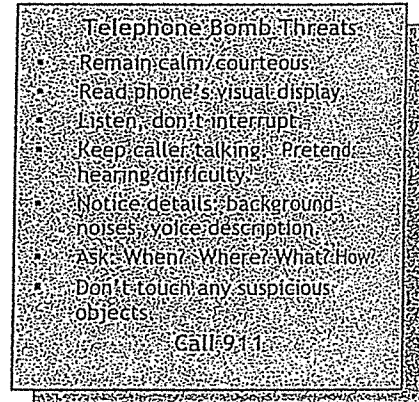 Telephone Bomb Threats
▪ Remain calm/courteous.
▪ Read phone's visual display.
▪ Listen, don't interrupt.
▪ Keep caller talking. Pretend
hearing difficulty.
▪ Notice details: background
noises, voice description.
▪ Ask: When? Where? What? How?
▪ Don't touch any suspicious
objects.
Call 911